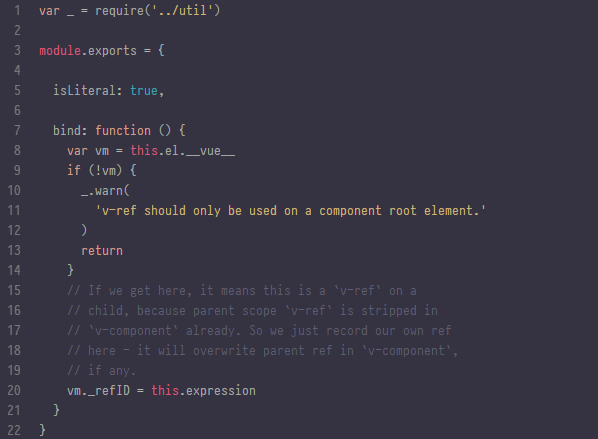 1 var _ = require('../util')
2
3 module.exports = {
4
5   isLiteral: true,
6
7   bind: function () {
8     var vm = this.el.__vue__
9     if (!vm) {
10       _.warn(
11         'v-ref should only be used on a component root element.'
12       )
13       return
14     }
15     // If we get here, it means this is a `v-ref` on a
16     // child, because parent scope `v-ref` is stripped in
17     // `v-component` already. So we just record our own ref
18     // here - it will overwrite parent ref in `v-component`,
19     // if any.
20     vm._refID = this.expression
21   }
22 }